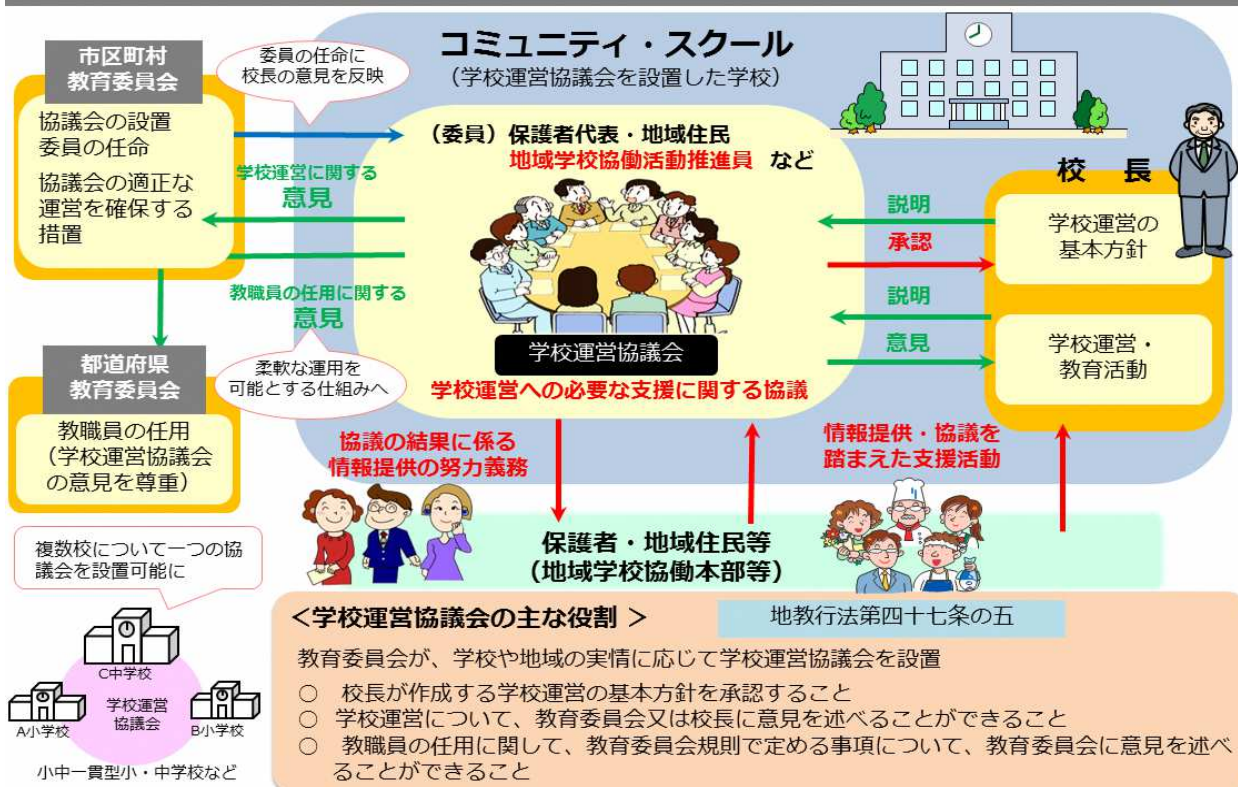 コミュニティ・スクール
（学校運営協議会を設置した学校）
市区町村
教育委員会
協議会の設置
委員の任命
協議会の適正な
運営を確保する
措置
委員の任命に
校長の意見を反映
学校運営に関する
意見
教職員の任用に関する
意見
柔軟な運用を
可能とする仕組みへ
都道府県
教育委員会
教職員の任用
（学校運営協議会
の意見を尊重）
（委員）保護者代表・地域住民
地域学校協働活動推進員 など
学校運営協議会
学校運営への必要な支援に関する協議
校 長
説明
承認
学校運営の
基本方針
説明
意見
学校運営・
教育活動
協議の結果に係る
情報提供の努力義務
情報提供・協議を
踏まえた支援活動
保護者・地域住民等
（地域学校協働本部等）
複数校について一つの協
議会を設置可能に
C中学校
学校運営
協議会
A小学校
B小学校
小中一貫型小・中学校など
＜学校運営協議会の主な役割 ＞
地教行法第四十七条の五
教育委員会が、学校や地域の実情に応じて学校運営協議会を設置
○ 校長が作成する学校運営の基本方針を承認すること
○ 学校運営について、教育委員会又は校長に意見を述べることができること
○ 教職員の任用に関して、教育委員会規則で定める事項について、教育委員会に意見を述べ
ることができること